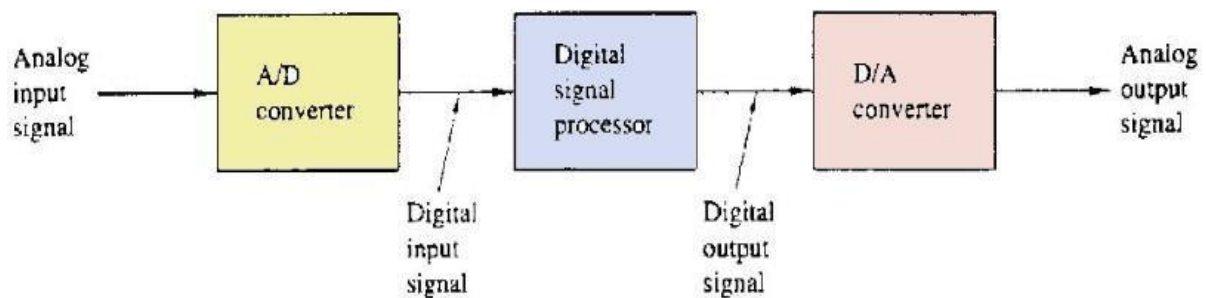 Analog
input
signal
A/D
converter
Digital
input
signal
Digital
signal
processor
Digital
output
signal
D/A
converter
Analog
output
signal